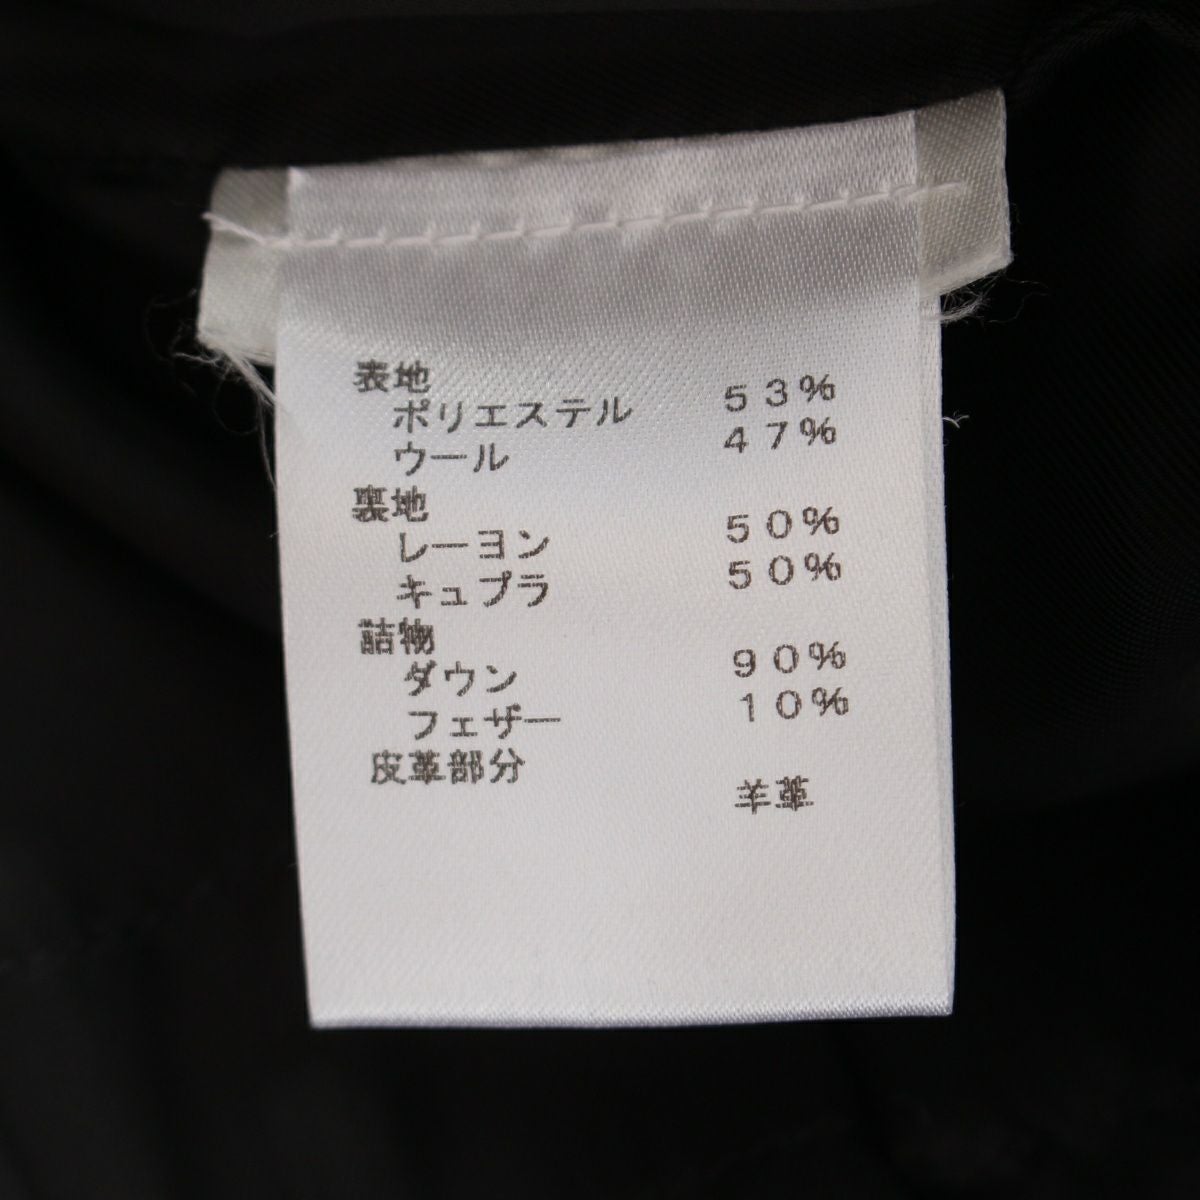 表地
ポリエステル 53%
ウール 47%
裏地
レーヨン 50%
キュプラ 50%
詰物
ダウン 90%
フェザー 10%
皮革部分
羊革